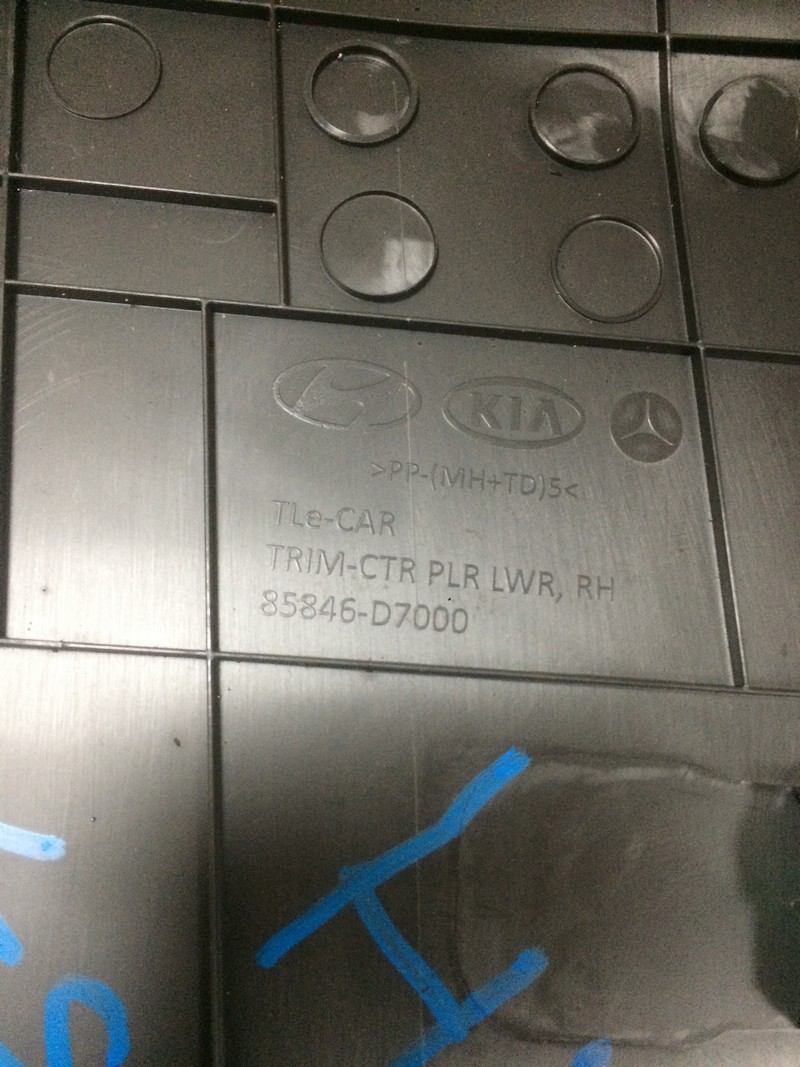 KIA
>PP-(MH+TD)5<
TLe-CAR
TRIM-CTR PLR LWR, RH
85846-D7000
H